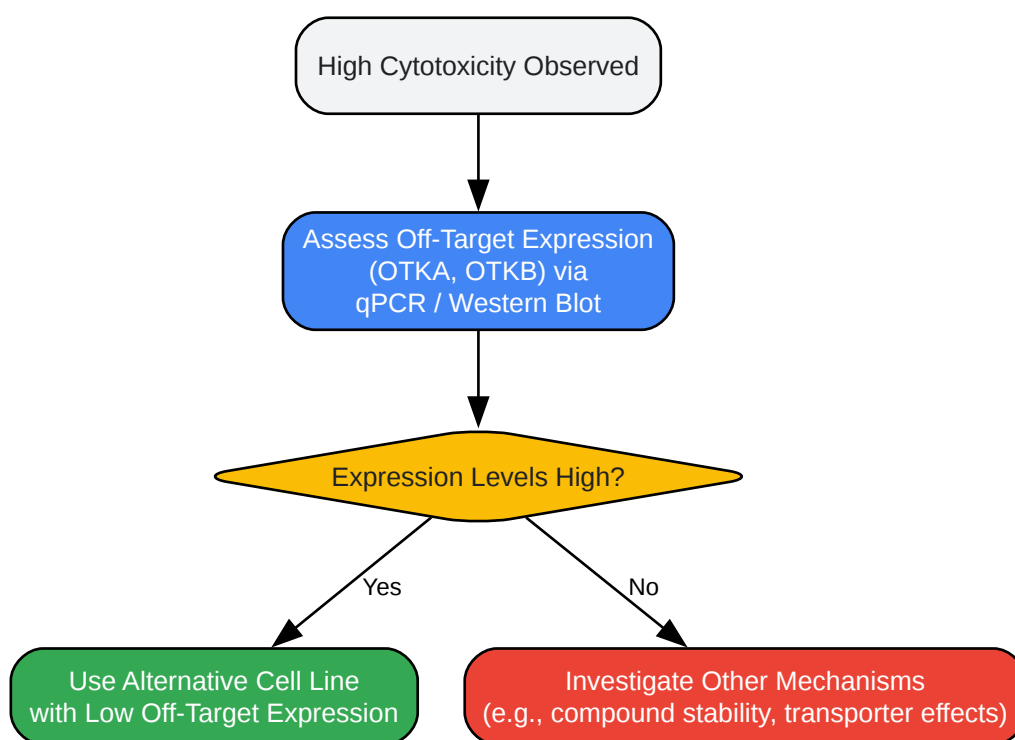 High Cytotoxicity Observed
Assess Off-Target Expression
(OTKA, OTKB) via
qPCR / Western Blot
Expression Levels High?
Yes
No
Use Alternative Cell Line
with Low Off-Target Expression
Investigate Other Mechanisms
(e.g., compound stability, transporter effects)